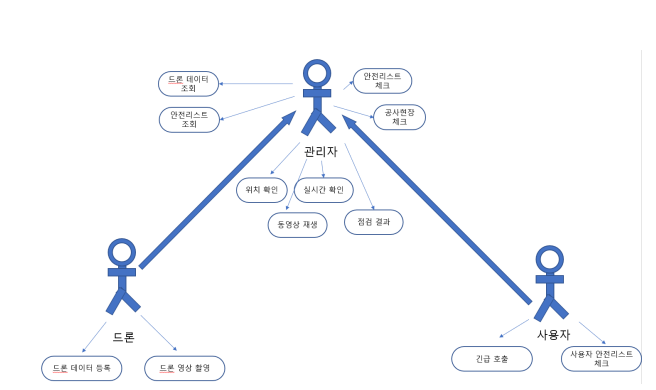 드론 데이터
조회
안전리스트
체크
안전리스트
조회
공사현장
체크
관리자
위치 확인
실시간 확인
동영상 재생
점검 결과
드론
사용자
드론 데이터 등록
드론 영상 촬영
긴급 호출
사용자 안전리스트
체크